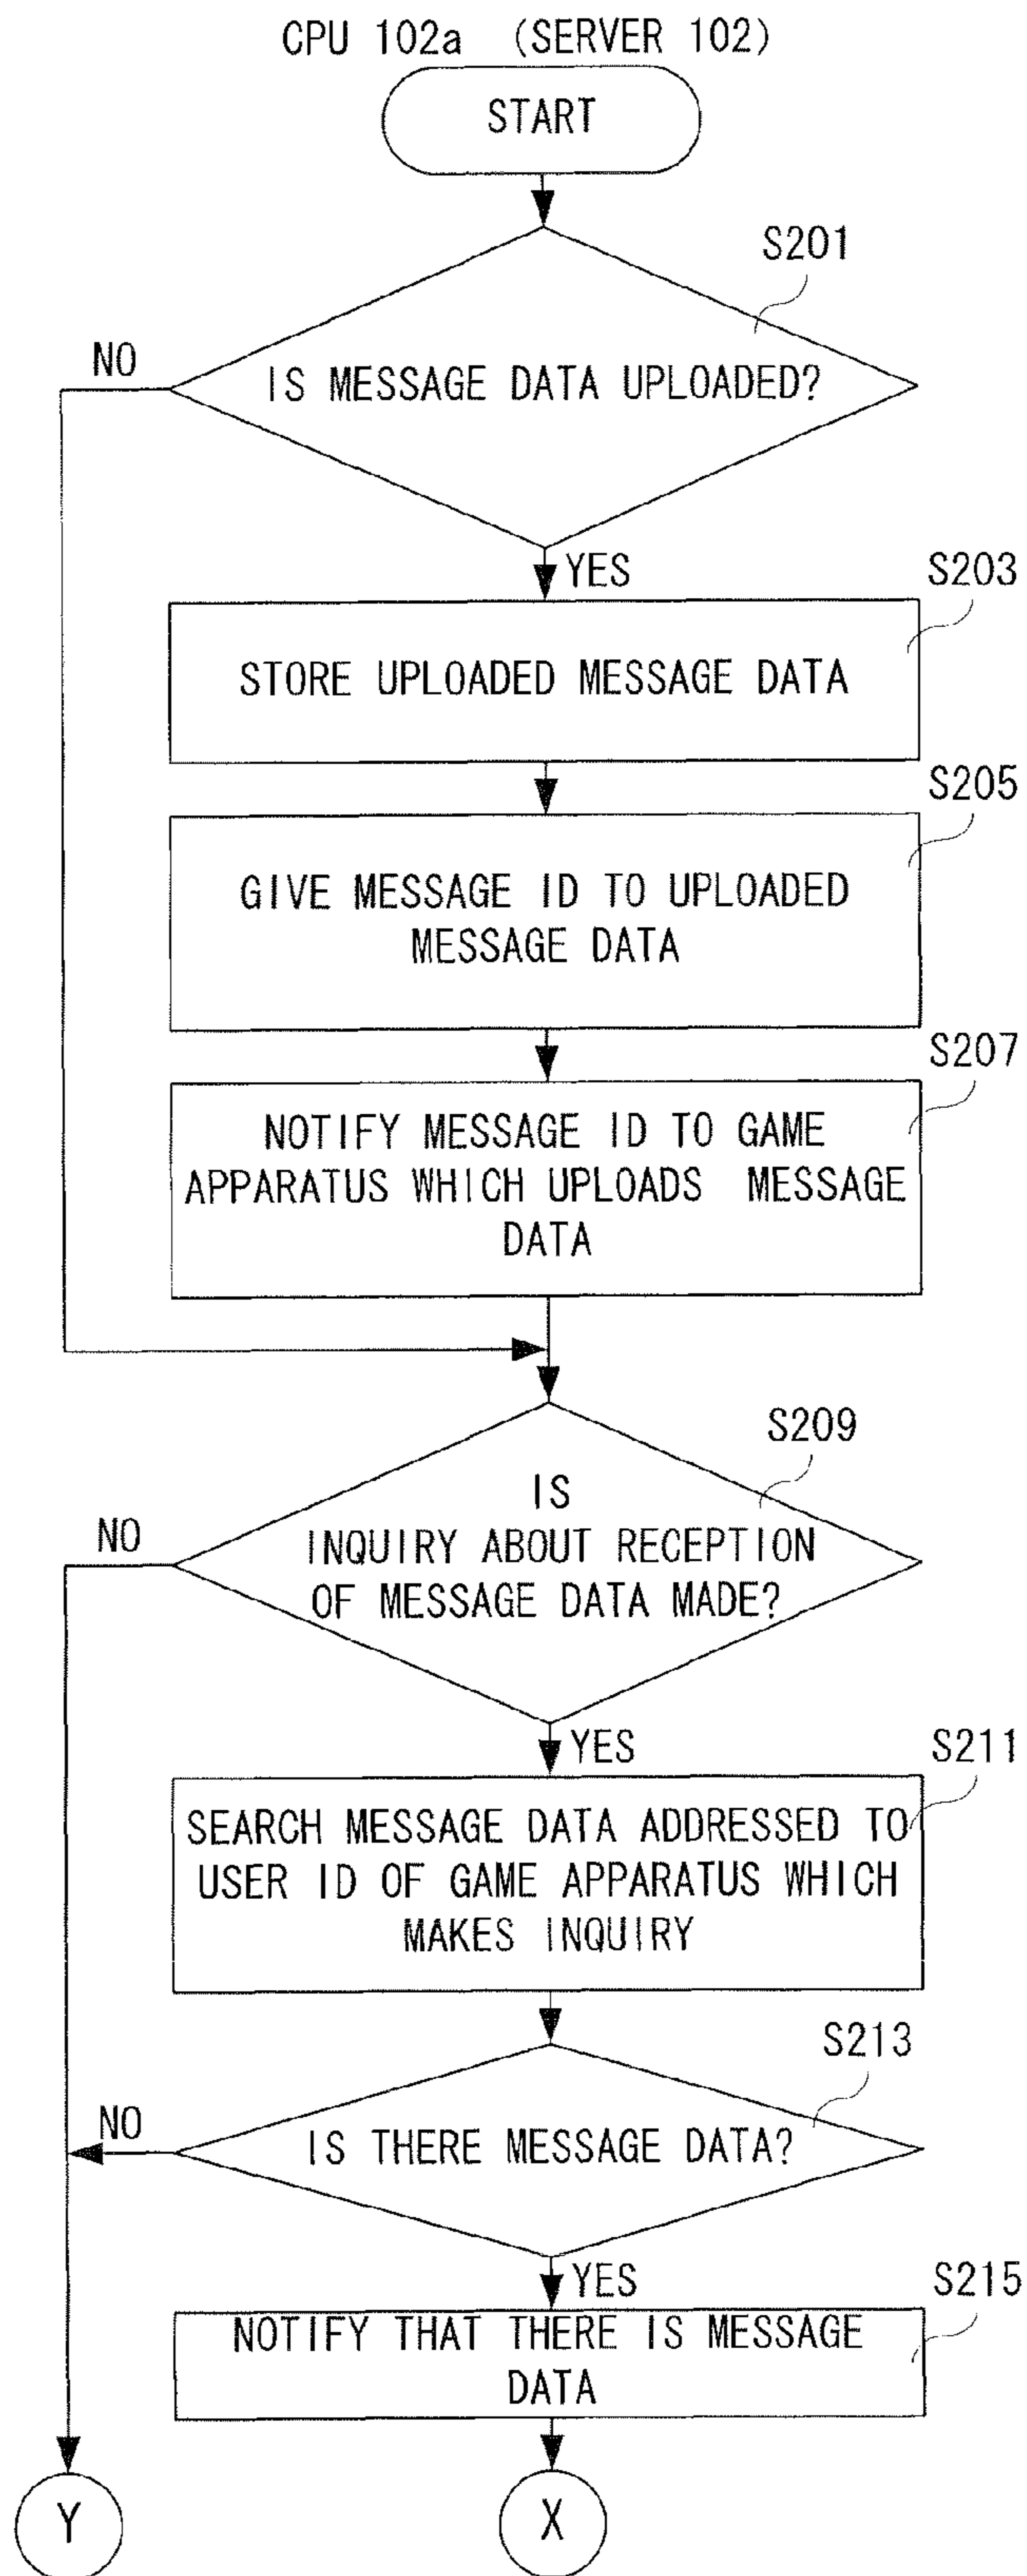 CPU 102a (SERVER 102)
START
S201
NO
IS MESSAGE DATA UPLOADED?
YES
S203
STORE UPLOADED MESSAGE DATA
S205
GIVE MESSAGE ID TO UPLOADED
MESSAGE DATA
S207
NOTIFY MESSAGE ID TO GAME
APPARATUS WHICH UPLOADS MESSAGE
DATA
S209
NO
IS
INQUIRY ABOUT RECEPTION
OF MESSAGE DATA MADE?
YES
S211
SEARCH MESSAGE DATA ADDRESSED TO
USER ID OF GAME APPARATUS WHICH
MAKES INQUIRY
S213
NO
IS THERE MESSAGE DATA?
YES
S215
NOTIFY THAT THERE IS MESSAGE
DATA
Y
X